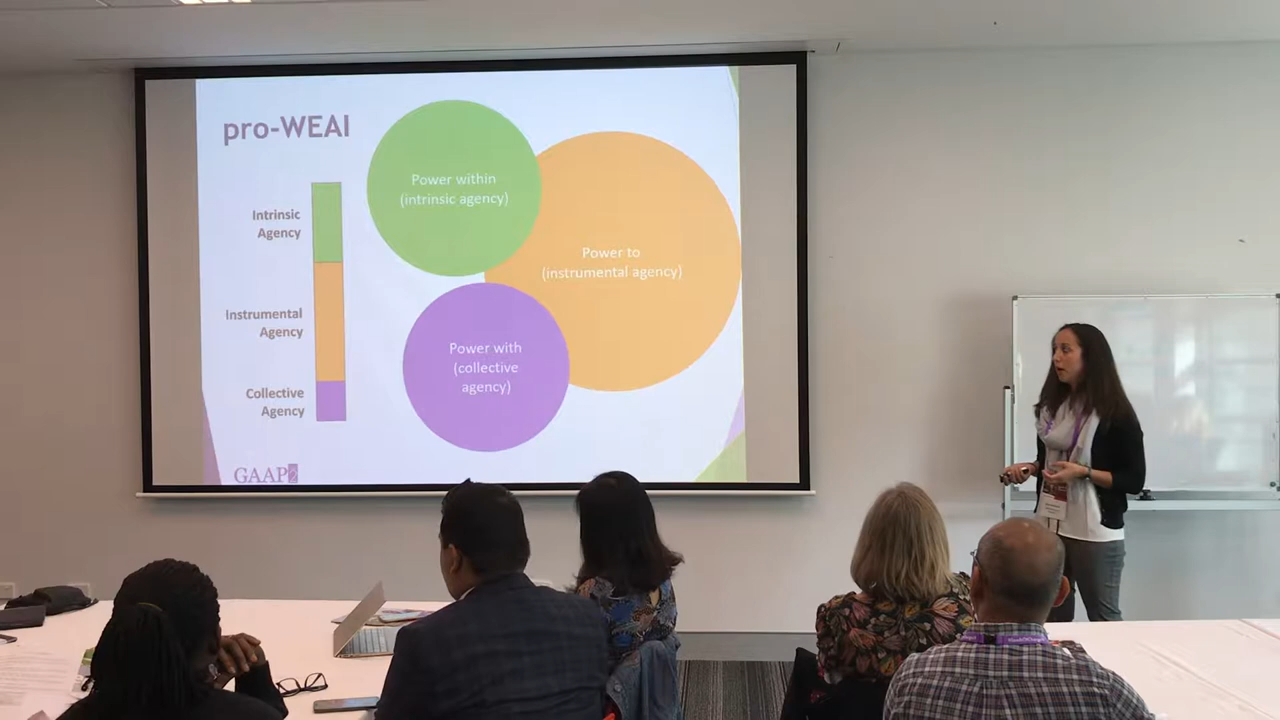 pro-WEAI
Intrinsic
Agency
Instrumental
Agency
Collective
Agency
Power within
(intrinsic agency)
Power to
(instrumental agency)
Power with
(collective
agency)
GAAP2